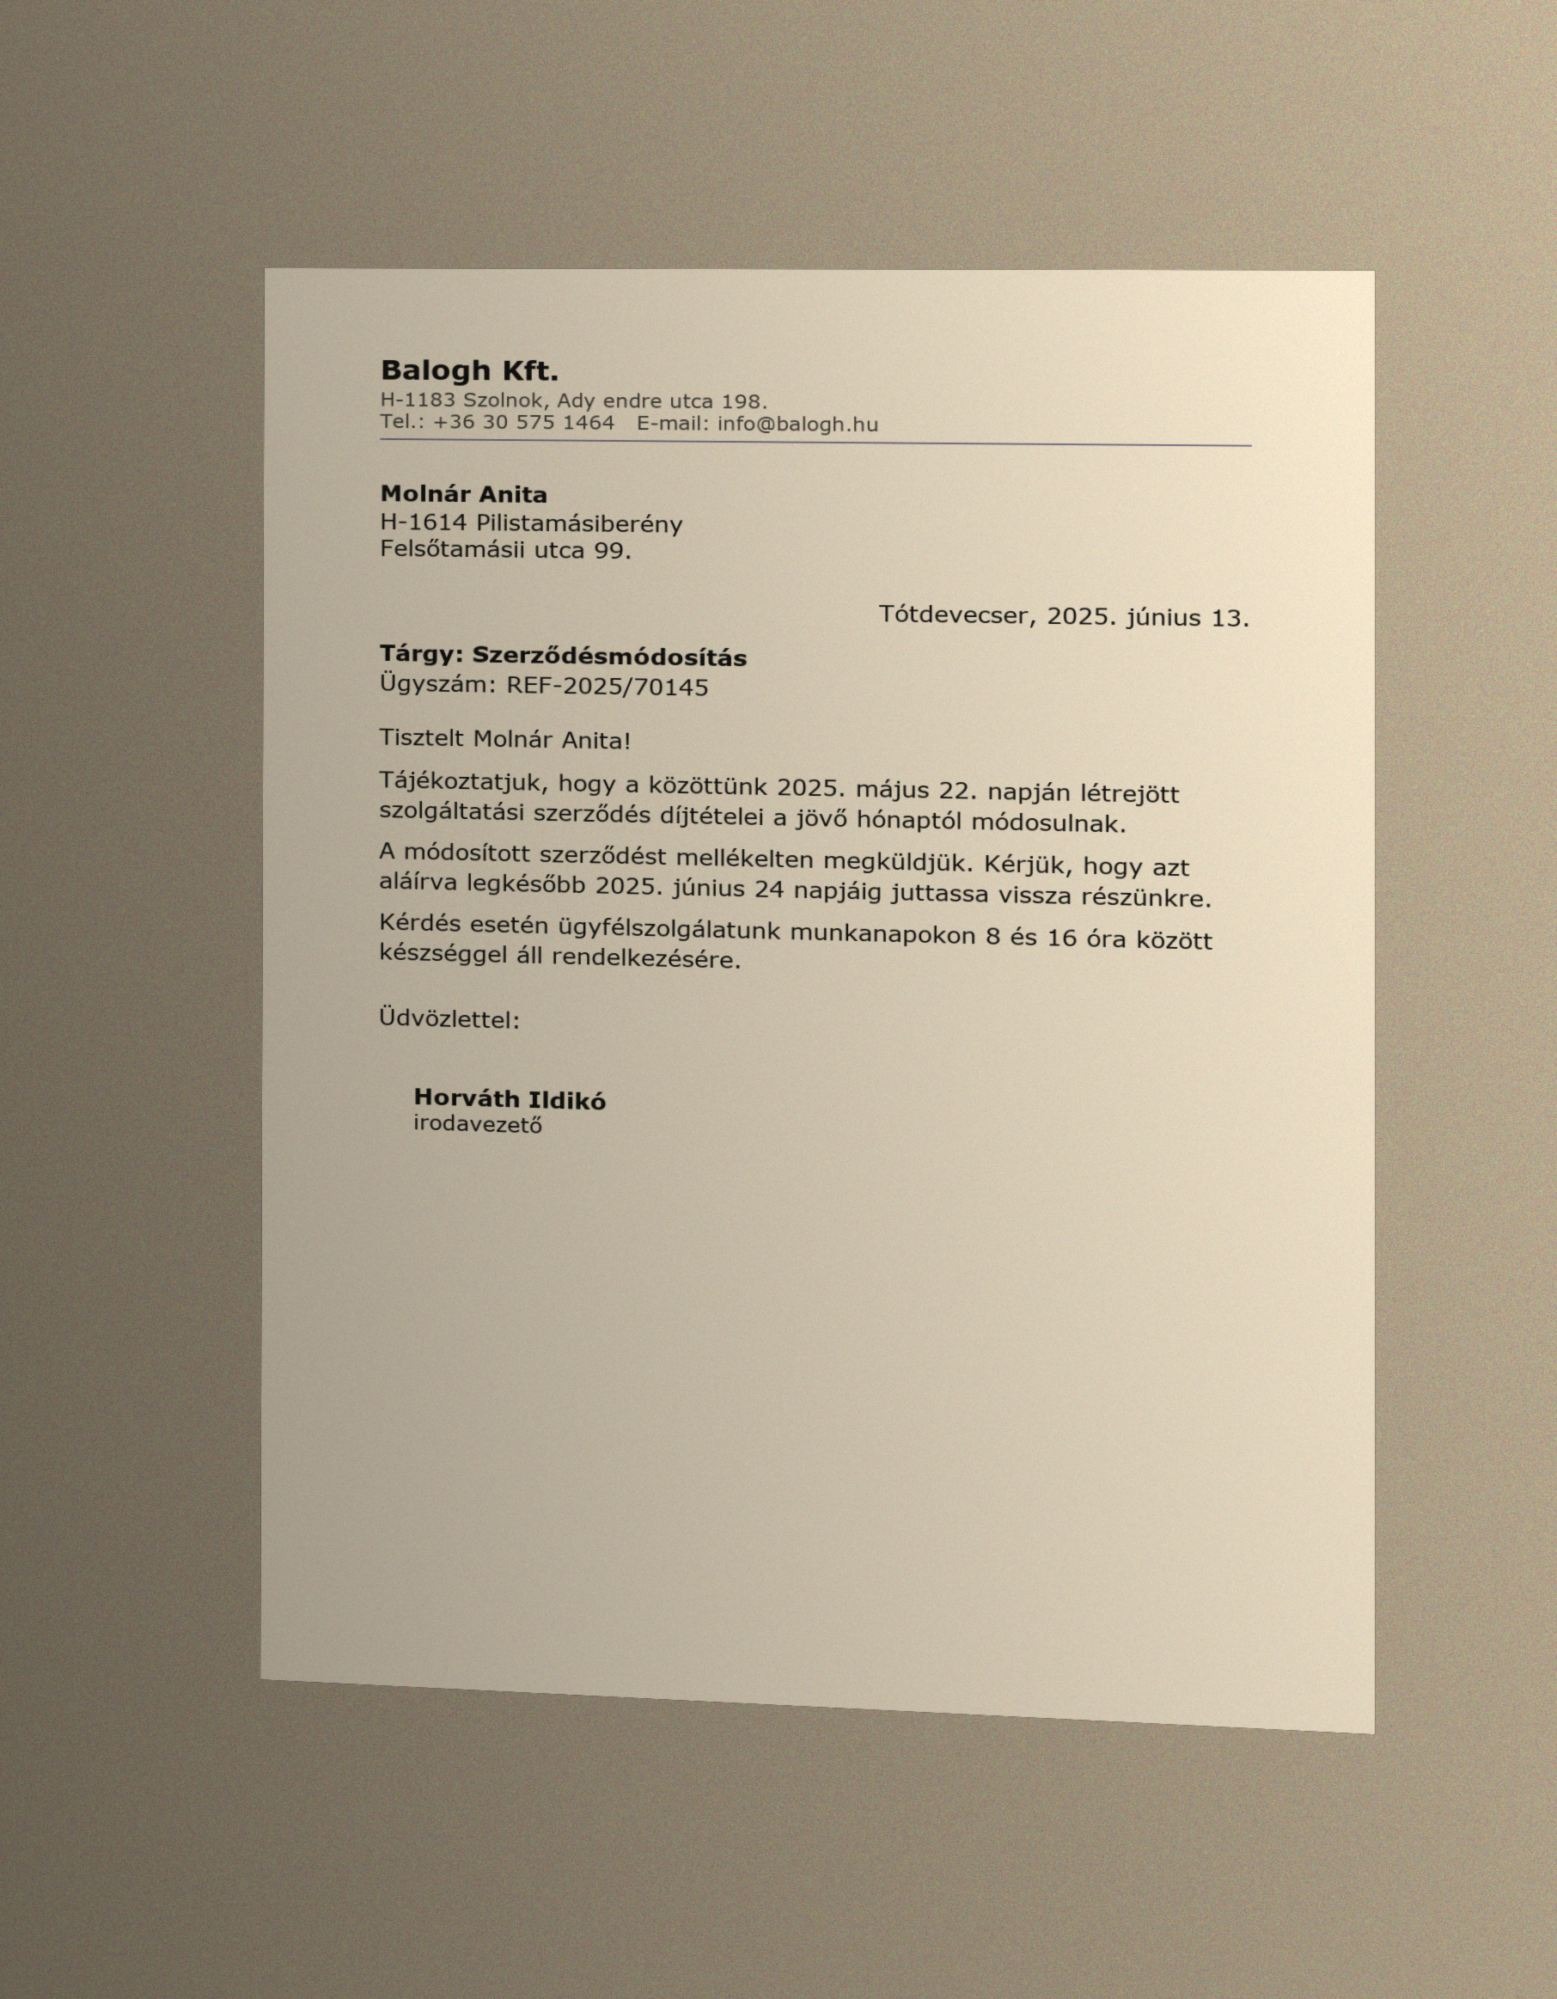 Balogh Kft.
H-1183 Szolnok, Ady endre utca 198.
Tel.: +36 30 575 1464 E-mail: info@balogh.hu
Molnár Anita
H-1614 Pilistamásiberény
Felsőtamásii utca 99.
Tótdevecser, 2025. június 13.
Tárgy: Szerződésmódosítás
Ügyszám: REF-2025/70145
Tisztelt Molnár Anita!
Tájékoztatjuk, hogy a közöttünk 2025. május 22. napján létrejött
szolgáltatási szerződés díjtételei a jövő hónaptól módosulnak.
A módosított szerződést mellékelten megküldjük. Kérjük, hogy azt
aláírva legkésőbb 2025. június 24 napjáig juttassa vissza részünkre.
Kérdés esetén ügyfélszolgálatunk munkanapokon 8 és 16 óra között
készséggel áll rendelkezésére.
Üdvözlettel:
Horváth Ildikó
irodavezető